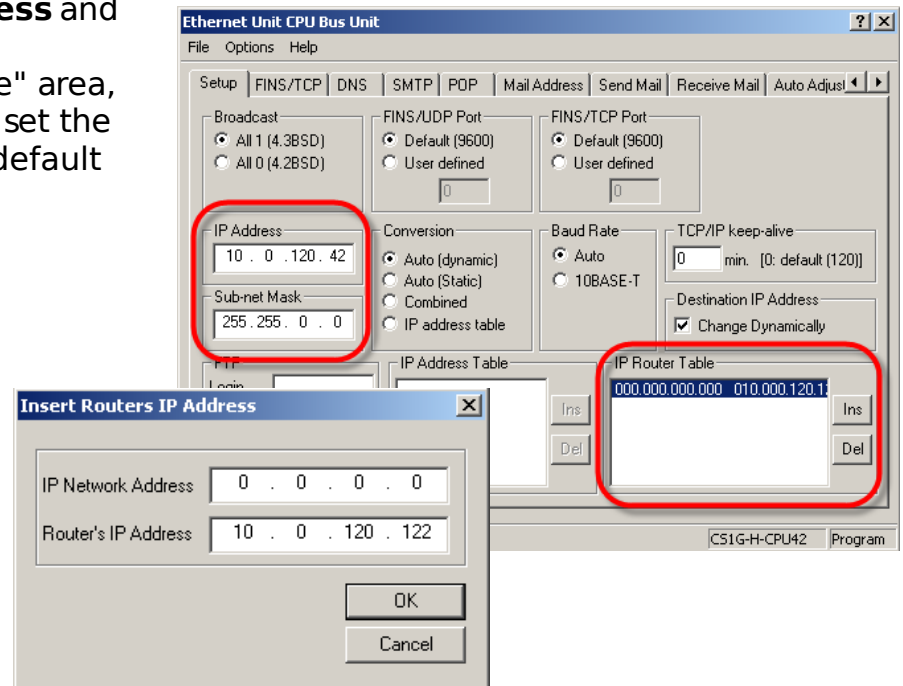 ess and
e" area,
set the
default
Ethernet Unit CPU Bus Unit
File Options Help
Setup FINS/TCP DNS SMTP POP Mail Address Send Mail Receive Mail Auto Adjus
Broadcast FINS/UDP Port FINS/TCP Port
All 1 (4.3BSD) Default (9600) Default (9600)
All 0 (4.2BSD) User defined User defined
0 0
IP Address Conversion Baud Rate TCP/IP keep-alive
10 . 0 .120 . 42 Auto (dynamic) Auto 0 min. [0: default (120)]
Auto (Static) 10BASE-T
Sub-net Mask Combined Destination IP Address
255.255. 0 . 0 IP address table Change Dynamically
FTP IP Address Table IP Router Table
Login 000.000.000.000 010.000.120.1
Ins Ins
Del Del
CS1G-H-CPU42 Program
Insert Routers IP Address
IP Network Address 0 . 0 . 0 . 0
Router's IP Address 10 . 0 . 120 . 122
OK
Cancel